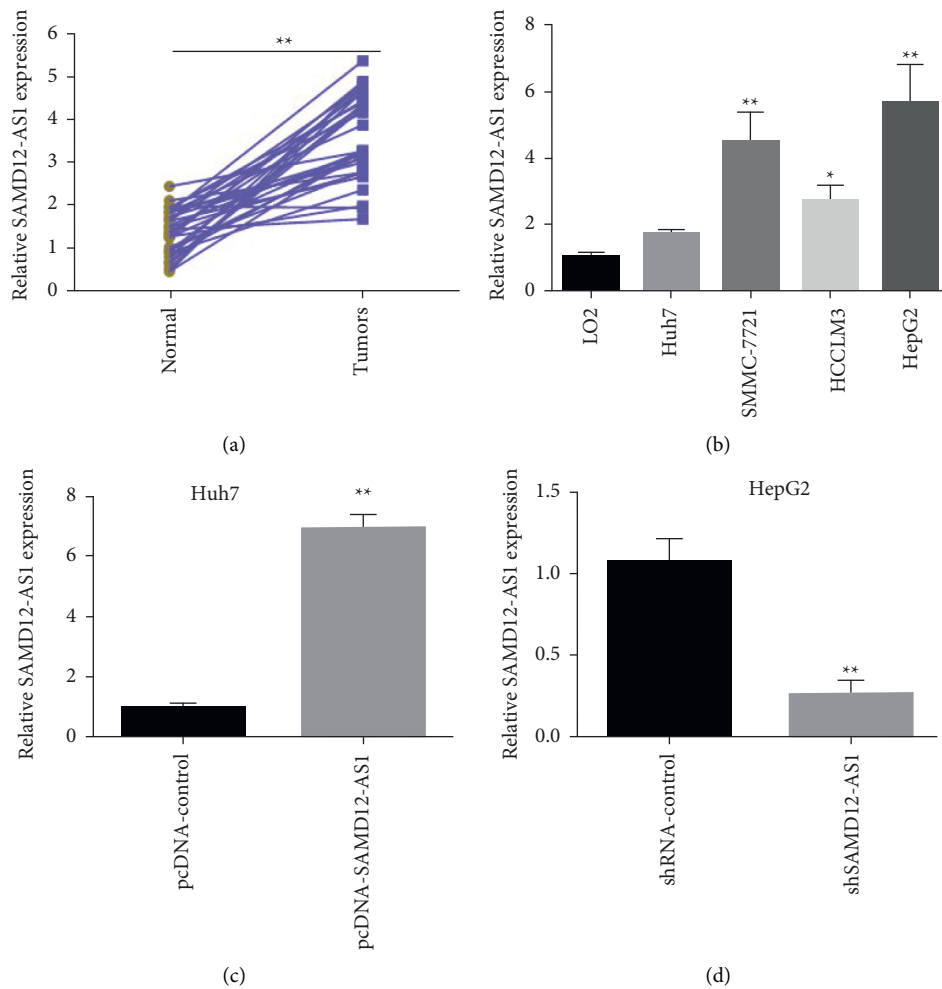 Relative SAMD12-AS1 expression
6
5
4
3
2
1
0
**
Normal
Tumors
(a)
Relative SAMD12-AS1 expression
8
6
4
2
0
**
*
**
LO2
Huh7
SMMC-7721
HCCLM3
HepG2
(b)
Relative SAMD12-AS1 expression
8
6
4
2
0
Huh7
**
pcDNA-control
pcDNA-SAMD12-AS1
(c)
Relative SAMD12-AS1 expression
1.5
1.0
0.5
0.0
HepG2
**
shRNA-control
shSAMD12-AS1
(d)